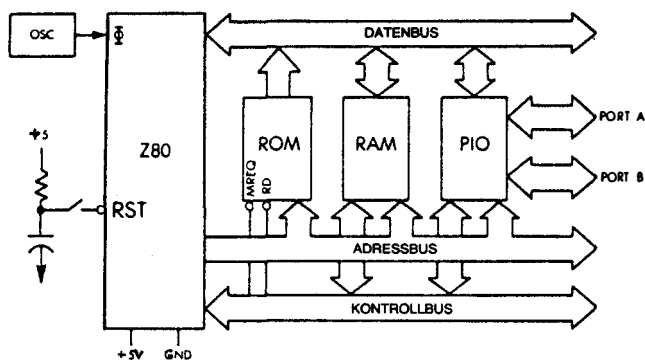 OSC
Φ
DATENBUS
+5
Z80
ROM
RAM
PIO
PORT A
PORT B
MREQ
RD
RST
ADRESSBUS
KONTROLLBUS
+5V
GND